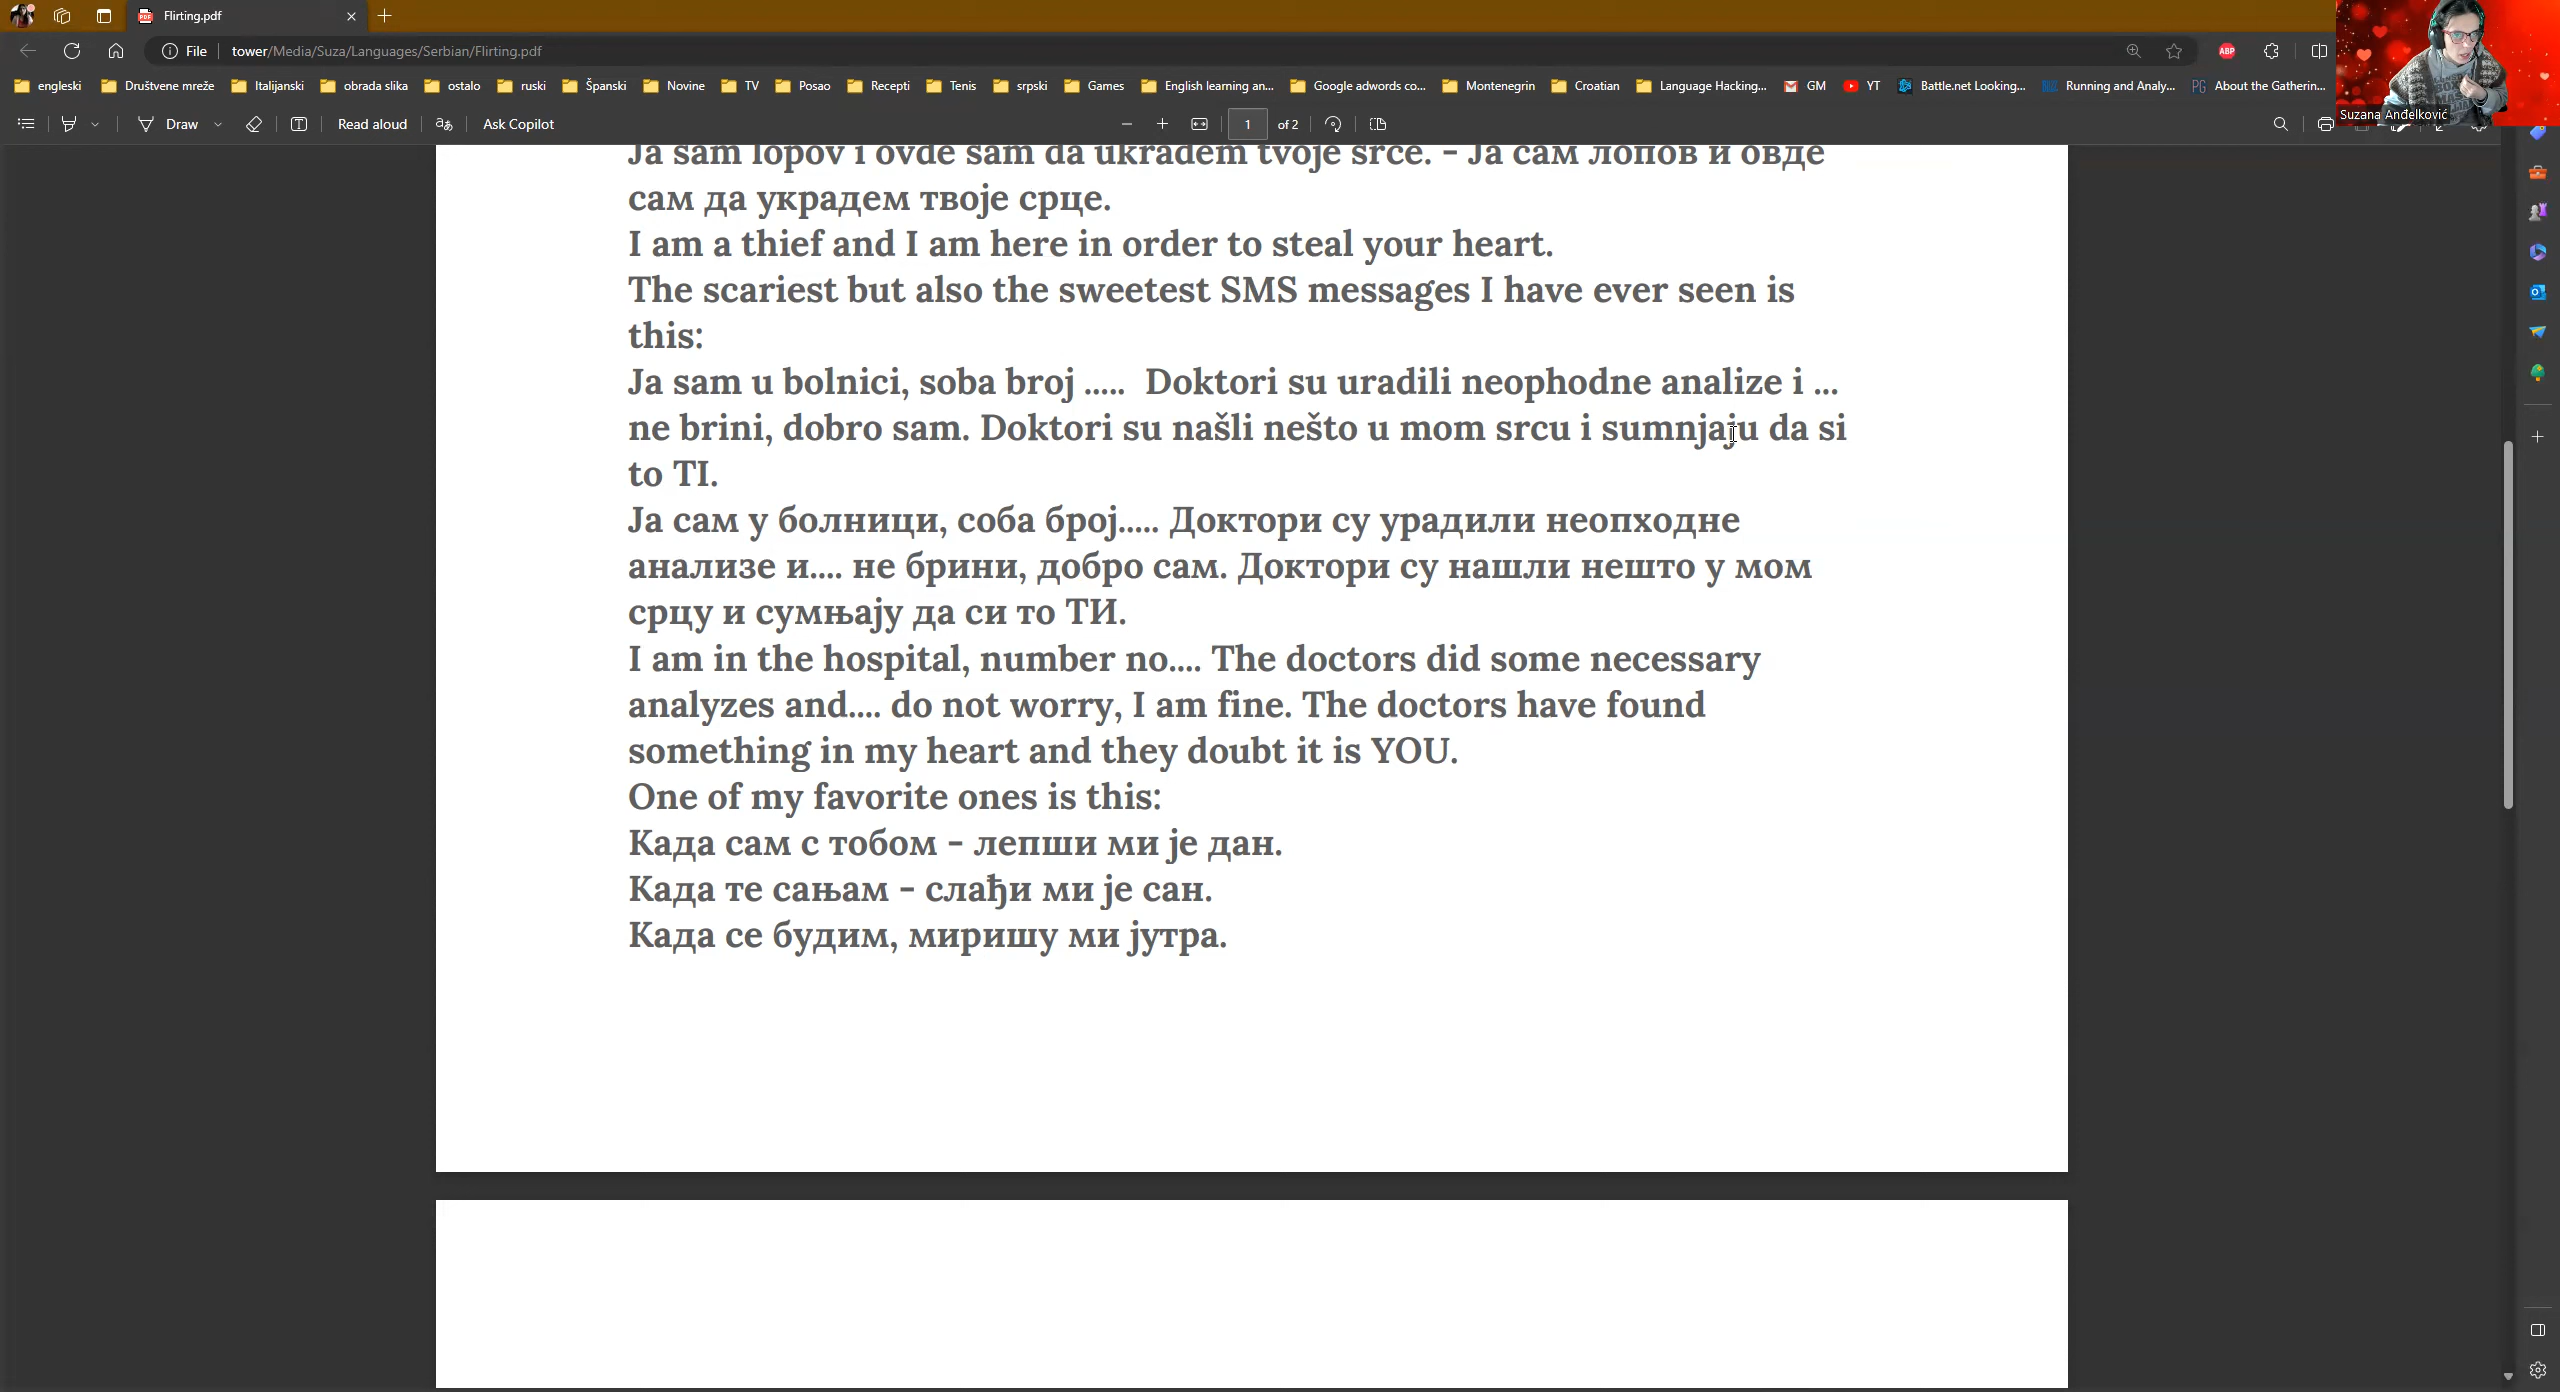 Flirting.pdf
File tower/Media/Suza/Languages/Serbian/Flirting.pdf
engleski Društvene mreže Italijanski obrada slika ostalo ruski Španski Novine TV Posao Recepti Tenis srpski Games English learning an... Google adwords co... Montenegrin Croatian Language Hacking... GM YT Battle.net Looking... Running and Analy... PG About the Gatherin...
Draw Read aloud Ask Copilot 1 of 2
ABP
Suzana Anđelković
Ja sam lopov i ovde sam da ukradem tvoje srce. - Ја сам лопов и овде
сам да украдем твоје срце.
I am a thief and I am here in order to steal your heart.
The scariest but also the sweetest SMS messages I have ever seen is
this:
Ja sam u bolnici, soba broj ..... Doktori su uradili neophodne analize i ...
ne brini, dobro sam. Doktori su našli nešto u mom srcu i sumnjaju da si
to TI.
Ја сам у болници, соба број..... Доктори су урадили неопходне
анализе и.... не брини, добро сам. Доктори су нашли нешто у мом
срцу и сумњају да си то ТИ.
I am in the hospital, number no.... The doctors did some necessary
analyzes and.... do not worry, I am fine. The doctors have found
something in my heart and they doubt it is YOU.
One of my favorite ones is this:
Када сам с тобом - лепши ми је дан.
Када те сањам - слађи ми је сан.
Када се будим, миришу ми јутра.